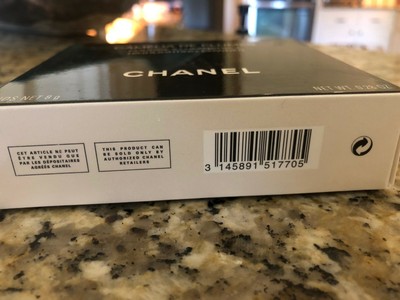 CHANEL
CET ARTICLE NE PEUT
ETRE VENDU QUE
PAR LES DÉPOSITAIRES
AGRÉÉS CHANEL
THIS PRODUCT CAN
BE SOLD ONLY BY
AUTHORIZED CHANEL
RETAILERS
3 145891 517705